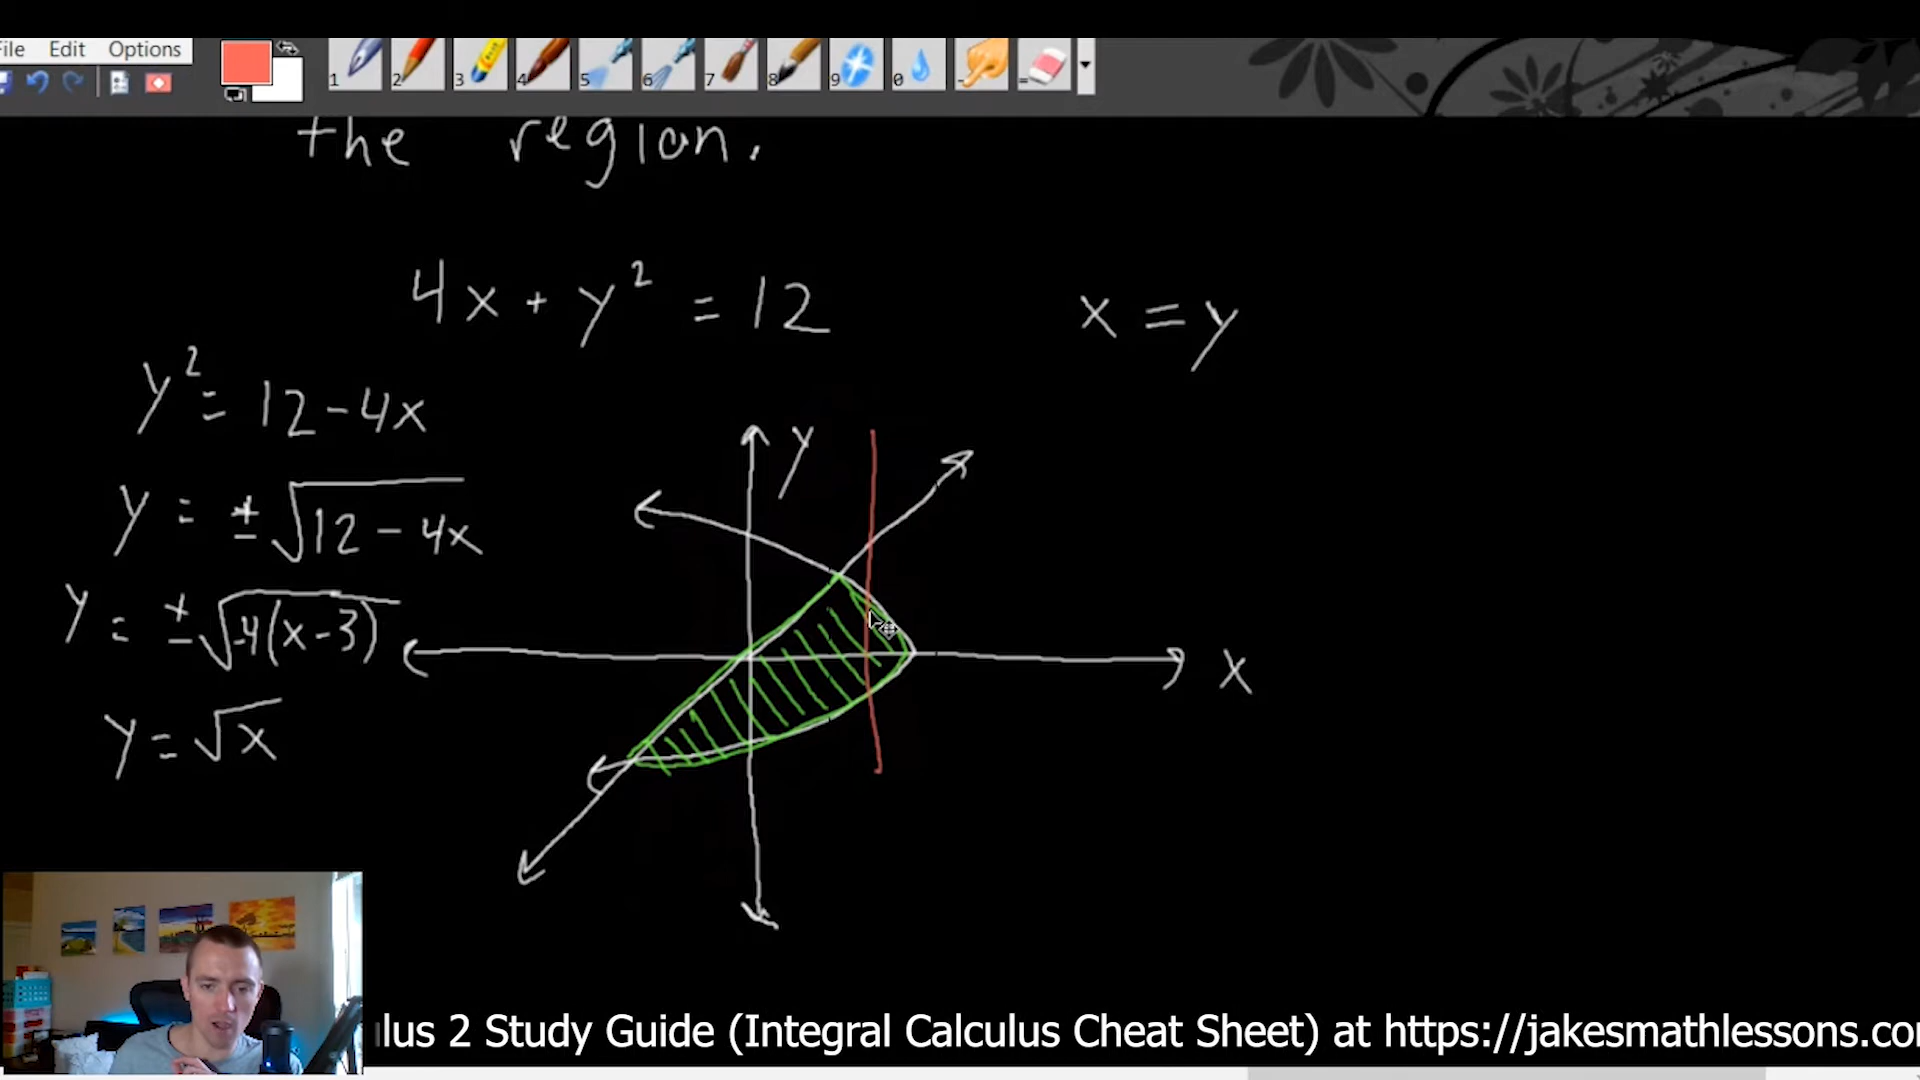 File Edit Options
1 2 3 4 5 6 7 8 9 0 - =
the region.
4x + y² = 12
x = y
y² = 12 - 4x
y = ± √12 - 4x
y = ± √-4(x-3)
y = √x
y
x
ulus 2 Study Guide (Integral Calculus Cheat Sheet) at https://jakesmathlessons.co